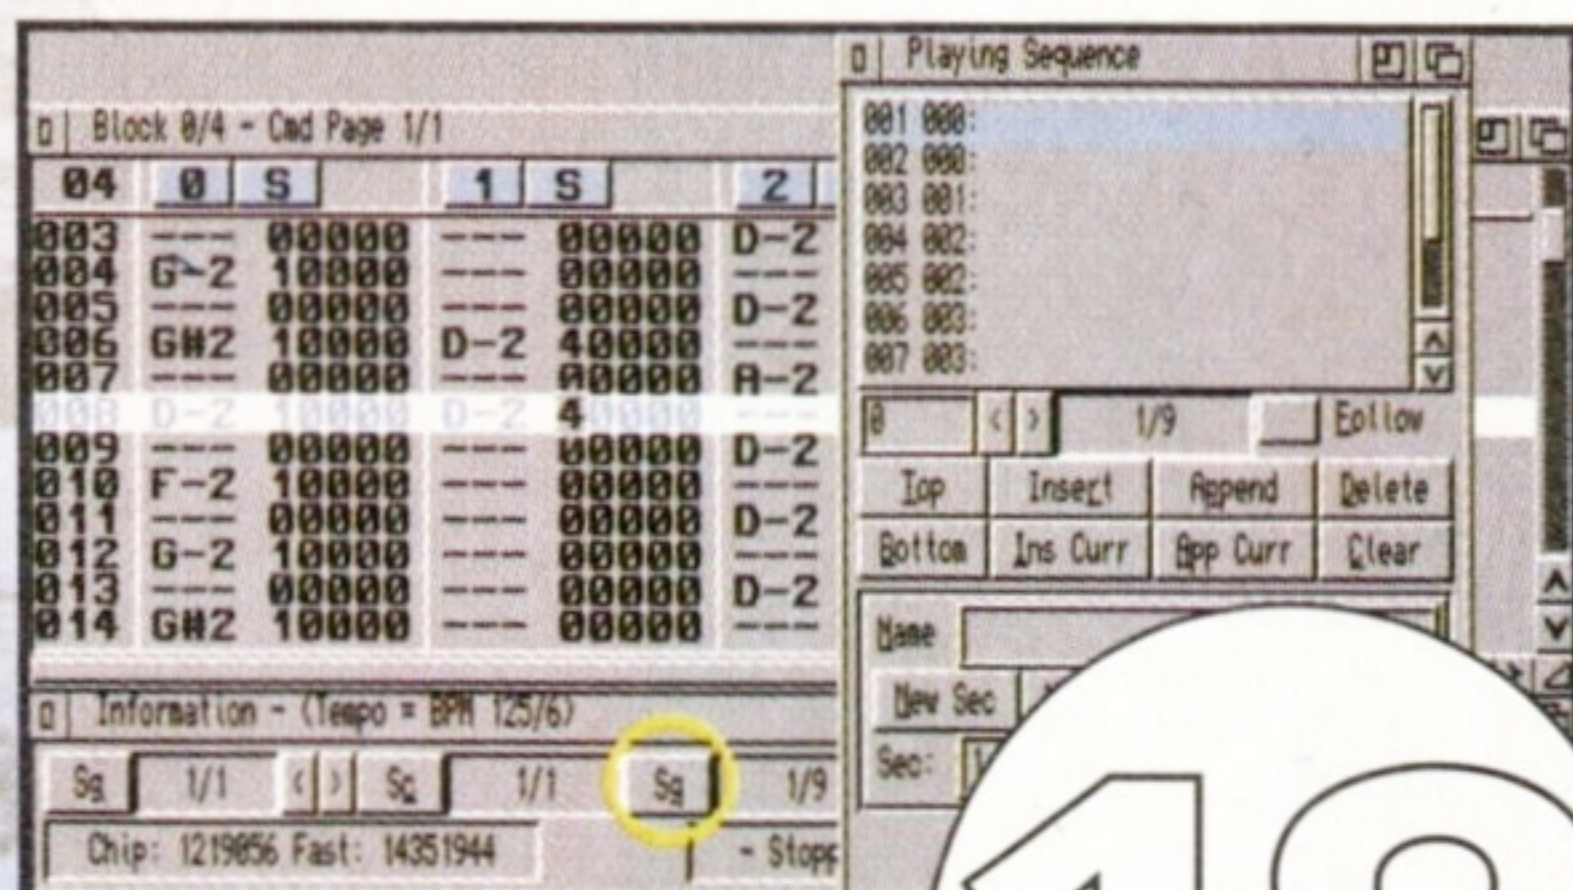 Playing Sequence
Block 0/4 - Cmd Page 1/1
04 0 S 1 S 2
003 --- 00000 --- 00000 D-2
004 G-2 10000 --- 00000 ---
005 --- 00000 --- 00000 D-2
006 G#2 10000 D-2 40000 ---
007 --- 00000 --- 00000 A-2
008 D-2 10000 D-2 40000 ---
009 --- 00000 --- 00000 D-2
010 F-2 10000 --- 00000 ---
011 --- 00000 --- 00000 D-2
012 G-2 10000 --- 00000 ---
013 --- 00000 --- 00000 D-2
014 G#2 10000 --- 00000 ---
001 000:
002 000:
003 001:
004 002:
005 002:
006 003:
007 003:
0 < > 1/9 Follow
Top Insert Append Delete
Bottom Ins Curr App Curr Clear
Name
New Sec
Sec: 1
Information - (Tempo = BPM 125/6)
Sg 1/1 < > Sc 1/1 Sq 1/9
Chip: 1219856 Fast: 14351944 - Stopp